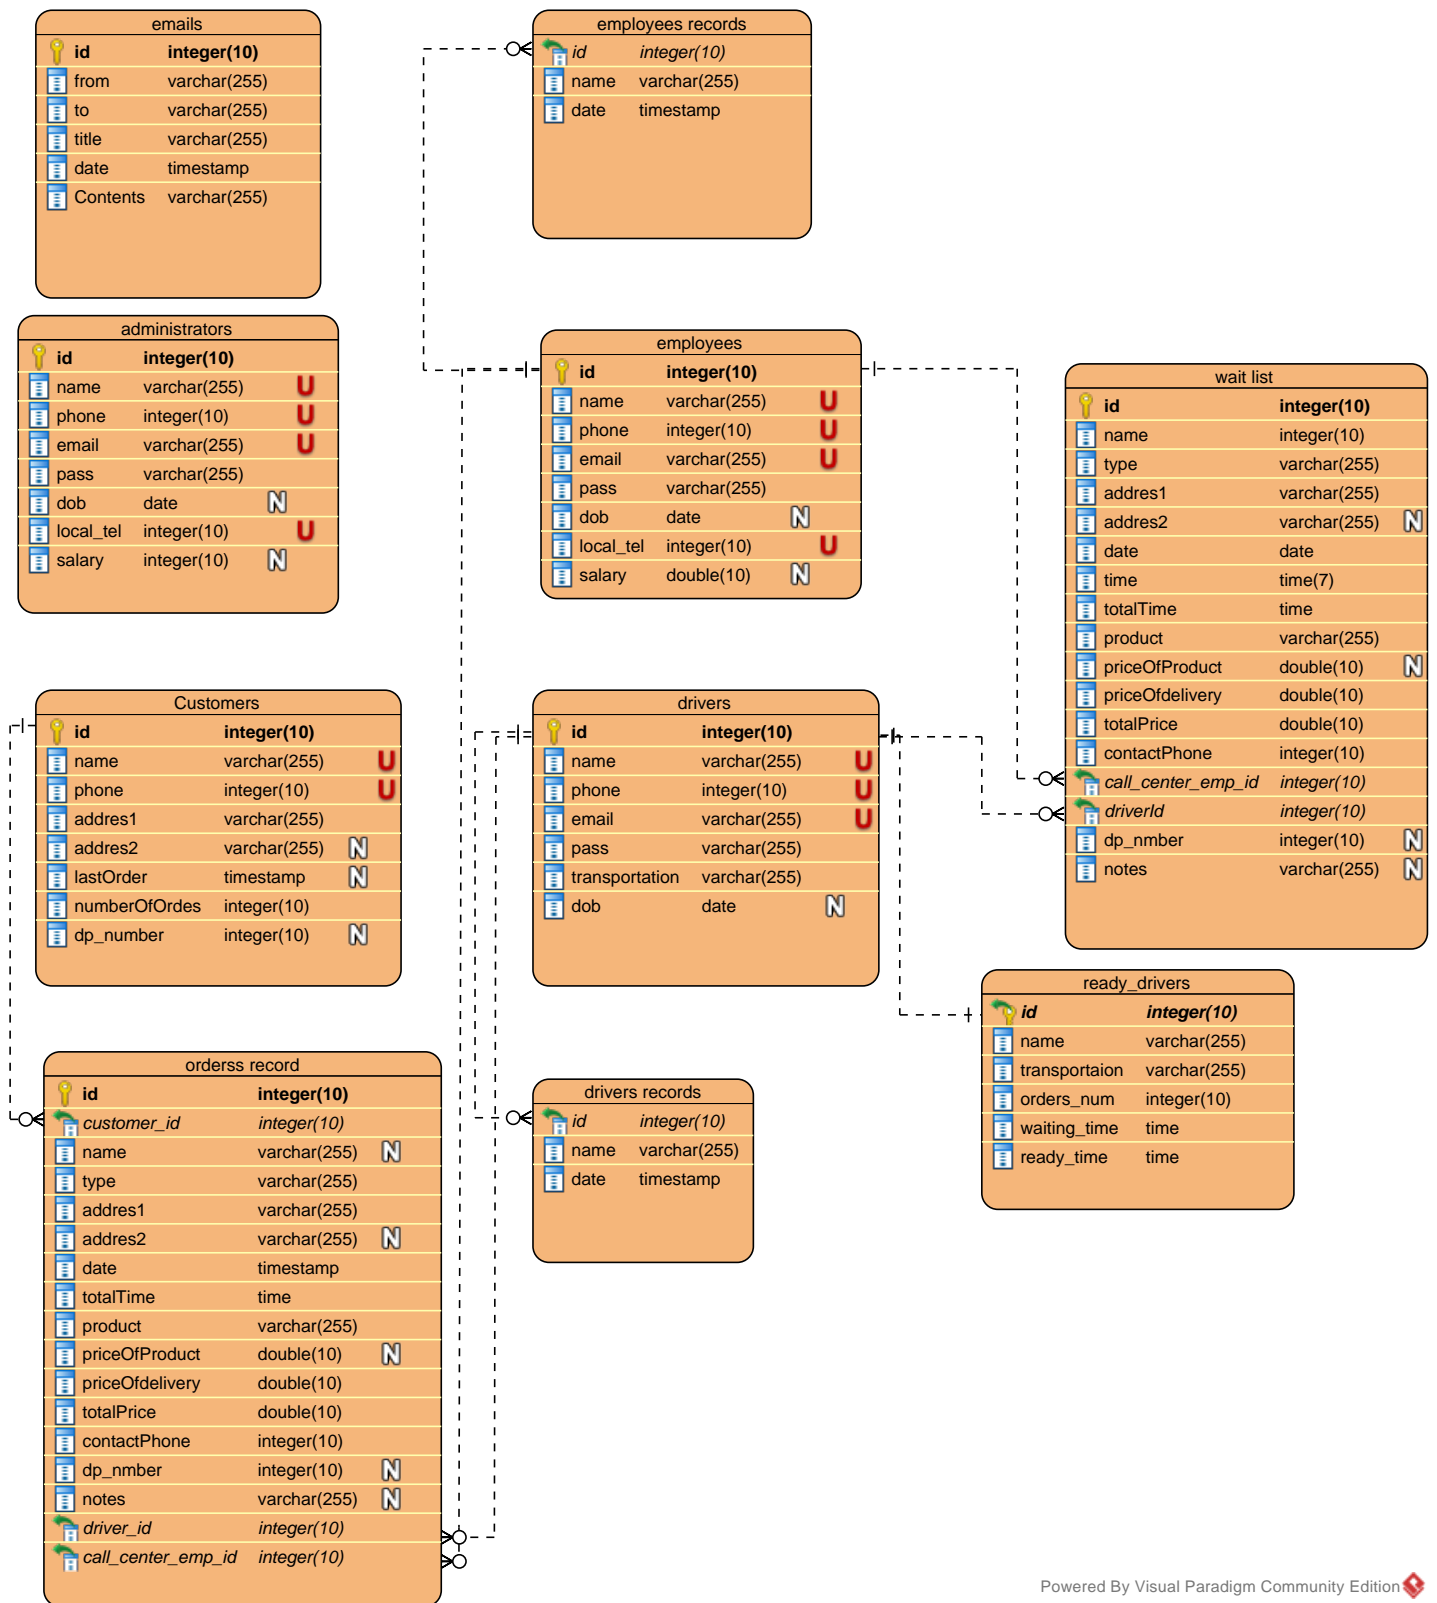 emails
id integer(10)
from varchar(255)
to varchar(255)
title varchar(255)
date timestamp
Contents varchar(255)
employees records
id integer(10)
name varchar(255)
date timestamp
administrators
id integer(10)
name varchar(255) U
phone integer(10) U
email varchar(255) U
pass varchar(255)
dob date N
local_tel integer(10) U
salary integer(10) N
employees
id integer(10)
name varchar(255) U
phone integer(10) U
email varchar(255) U
pass varchar(255)
dob date N
local_tel integer(10) U
salary double(10) N
wait list
id integer(10)
name integer(10)
type varchar(255)
addres1 varchar(255)
addres2 varchar(255) N
date date
time time(7)
totalTime time
product varchar(255)
priceOfProduct double(10) N
priceOfdelivery double(10)
totalPrice double(10)
contactPhone integer(10)
call_center_emp_id integer(10)
driverId integer(10)
dp_nmber integer(10) N
notes varchar(255) N
Customers
id integer(10)
name varchar(255) U
phone integer(10) U
addres1 varchar(255)
addres2 varchar(255) N
lastOrder timestamp N
numberOfOrdes integer(10)
dp_number integer(10) N
drivers
id integer(10)
name varchar(255) U
phone integer(10) U
email varchar(255) U
pass varchar(255)
transportation varchar(255)
dob date N
ready_drivers
id integer(10)
name varchar(255)
transportaion varchar(255)
orders_num integer(10)
waiting_time time
ready_time time
orderss record
id integer(10)
customer_id integer(10)
name varchar(255) N
type varchar(255)
addres1 varchar(255)
addres2 varchar(255) N
date timestamp
totalTime time
product varchar(255)
priceOfProduct double(10) N
priceOfdelivery double(10)
totalPrice double(10)
contactPhone integer(10)
dp_nmber integer(10) N
notes varchar(255) N
driver_id integer(10)
call_center_emp_id integer(10)
drivers records
id integer(10)
name varchar(255)
date timestamp
Powered By Visual Paradigm Community Edition